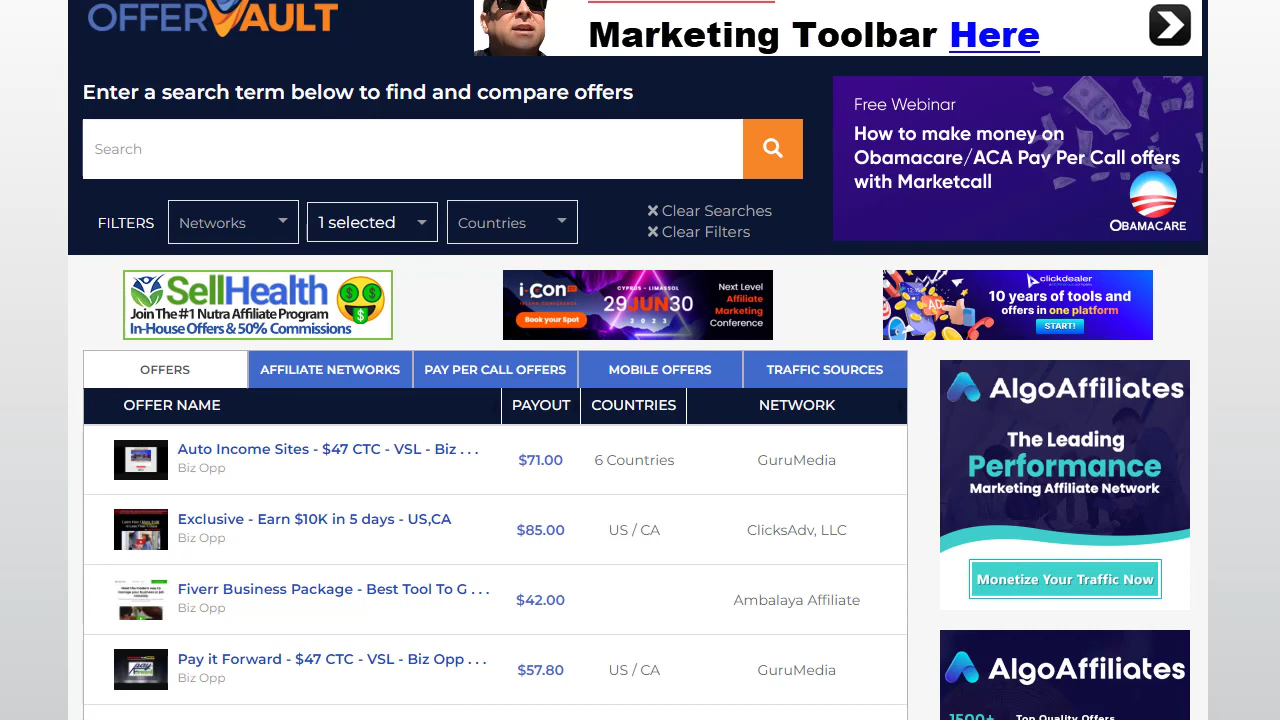 OFFERVAULT
Marketing Toolbar Here
Enter a search term below to find and compare offers
Search
FILTERS
Networks
1 selected
Countries
Clear Searches
Clear Filters
Free Webinar
How to make money on
Obamacare/ACA Pay Per Call offers
with Marketcall
OBAMACARE
SellHealth
Join The #1 Nutra Affiliate Program
In-House Offers & 50% Commissions
i-Con
CYPRUS - LIMASSOL
29JUN30
2023
Book your Spot
Next Level
Affiliate
Marketing
Conference
clickdealer
10 years of tools and
offers in one platform
START!
OFFERS
AFFILIATE NETWORKS
PAY PER CALL OFFERS
MOBILE OFFERS
TRAFFIC SOURCES
OFFER NAME PAYOUT COUNTRIES NETWORK
Auto Income Sites - $47 CTC - VSL - Biz . . .
Biz Opp
$71.00
6 Countries
GuruMedia
Exclusive - Earn $10K in 5 days - US,CA
Biz Opp
$85.00
US / CA
ClicksAdv, LLC
Fiverr Business Package - Best Tool To G . . .
Biz Opp
$42.00
Ambalaya Affiliate
Pay it Forward - $47 CTC - VSL - Biz Opp . . .
Biz Opp
$57.80
US / CA
GuruMedia
AlgoAffiliates
The Leading
Performance
Marketing Affiliate Network
Monetize Your Traffic Now
AlgoAffiliates
1500+ Top Quality Offers